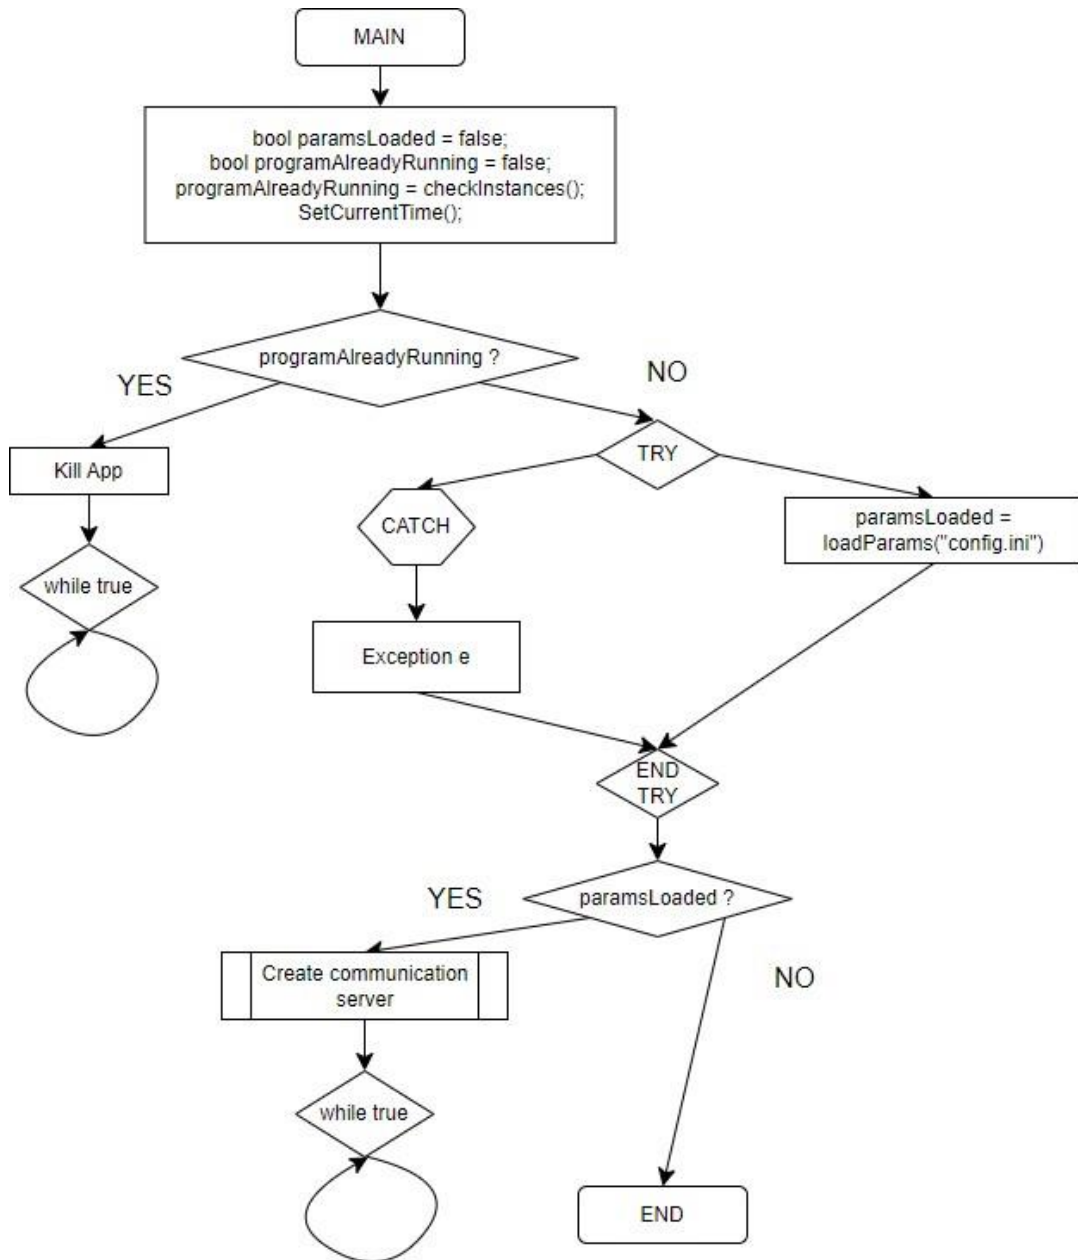 MAIN
bool paramsLoaded = false;
bool programAlreadyRunning = false;
programAlreadyRunning = checkInstances();
SetCurrentTime();
programAlreadyRunning ?
YES
NO
Kill App
TRY
CATCH
paramsLoaded =
loadParams("config.ini")
while true
Exception e
END
TRY
paramsLoaded ?
YES
NO
Create communication
server
while true
END